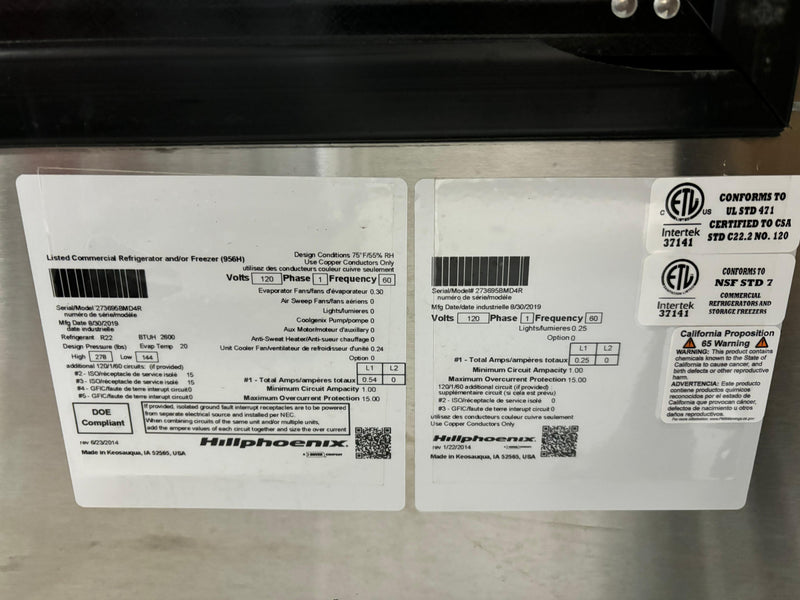 Listed Commercial Refrigerator and/or Freezer (956H)
Design Conditions 75°F/55% RH
Use Copper Conductors Only
utilisez des conducteurs couleur cuivre seulement
Volts 120 Phase 1 Frequency 60
Serial/Model 273695BMD4R
numéro de série/modèle
Mfg Date 8/30/2019
date industrielle
Refrigerant R22 BTUH 2600
Design Pressure (lbs) Evap Temp 20
High 278 Low 144
Evaporator Fans/fans d'évaporateur 0.30
Air Sweep Fans/fans aériens 0
Lights/lumieres 0
Coolgenix Pump/pompe 0
Aux Motor/moteur d'auxiliary 0
Anti-Sweat Heater/Anti-sueur chauffage 0
Unit Cooler Fan/ventilateur de refroidisseur d'unité 0.24
Option 0
additional 120/1/60 circuits: (if provided)
#2 - ISO/réceptacle de service isolé 15
#3 - ISO/réceptacle de service isolé 15
#4 - GFIC/faute de terre interrupt circuit 0
#5 - GFIC/faute de terre interrupt circuit 0
L1 L2
#1 - Total Amps/ampères totaux 0.54 0
Minimum Circuit Ampacity 1.00
Maximum Overcurrent Protection 15.00
DOE
Compliant
If provided, isolated ground fault interrupt receptacles are to be powered
from separate electrical source and installed per NEC.
When combining circuits of the same unit and/or multiple units,
add the ampere values of each circuit together and size the over current
rev 6/23/2014
Hillphoenix.
A DOVER COMPANY
Made in Keosauqua, IA 52565, USA
Serial/Model# 273695BMD4R
numéro de série/modèle
Mfg Date/date industrielle 8/30/2019
Volts 120 Phase 1 Frequency 60
Lights/lumieres 0.25
Option 0
L1 L2
#1 - Total Amps/ampères totaux 0.25 0
Minimum Circuit Ampacity 1.00
Maximum Overcurrent Protection 15.00
120/1/60 additional circuit (if provided)
supplémentaire circuit (si cela est prévu)
#2 - ISO/réceptacle de service isolé 0
#3 - GFIC/faute de terre interrupt circuit 0
utilisez des conducteurs couleur cuivre seulement
Use Copper Conductors Only
Hillphoenix.
rev 1/22/2014
Made in Keosauqua, IA 52565, USA
ETL
C US
Intertek
37141
CONFORMS TO
UL STD 471
CERTIFIED TO CSA
STD C22.2 NO. 120
ETL
Intertek
37141
CONFORMS TO
NSF STD 7
COMMERCIAL
REFRIGERATORS AND
STORAGE FREEZERS
California Proposition
65 Warning
WARNING: This product contains
chemicals known to the State of
California to cause cancer, and
birth defects or other reproductive
harm.
ADVERTENCIA: Este producto
contiene productos químicos
reconocidos por el estado de
California que provocan cáncer,
defectos de nacimiento u otros
daños reproductivos.